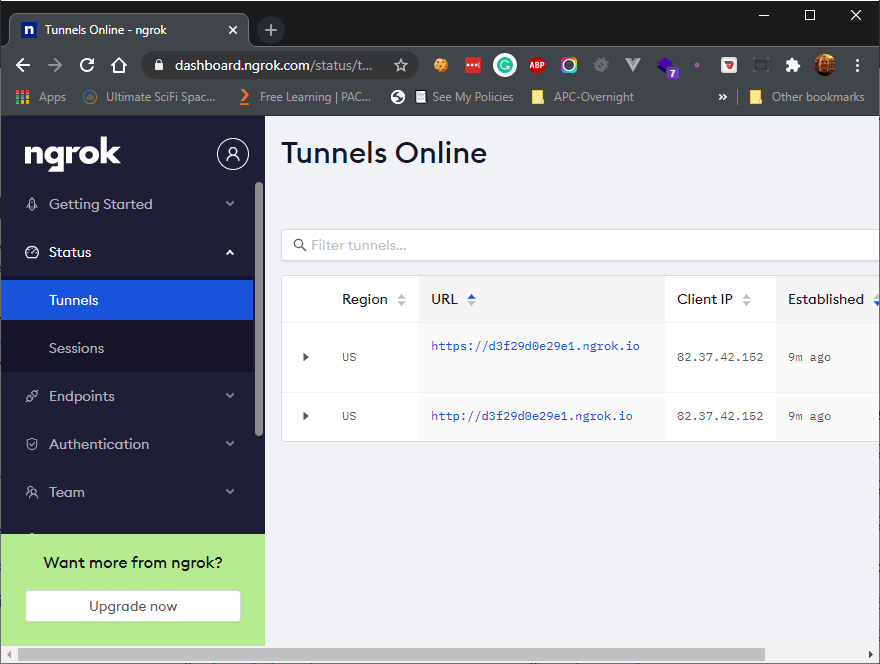 n Tunnels Online - ngrok
dashboard.ngrok.com/status/t...
ABP
7
Apps Ultimate SciFi Spac... Free Learning | PAC... See My Policies APC-Overnight » Other bookmarks
ngrok
Getting Started
Status
Tunnels
Sessions
Endpoints
Authentication
Team
Want more from ngrok?
Upgrade now
Tunnels Online
Filter tunnels...
Region URL Client IP Established
US https://d3f29d0e29e1.ngrok.io 82.37.42.152 9m ago
US http://d3f29d0e29e1.ngrok.io 82.37.42.152 9m ago